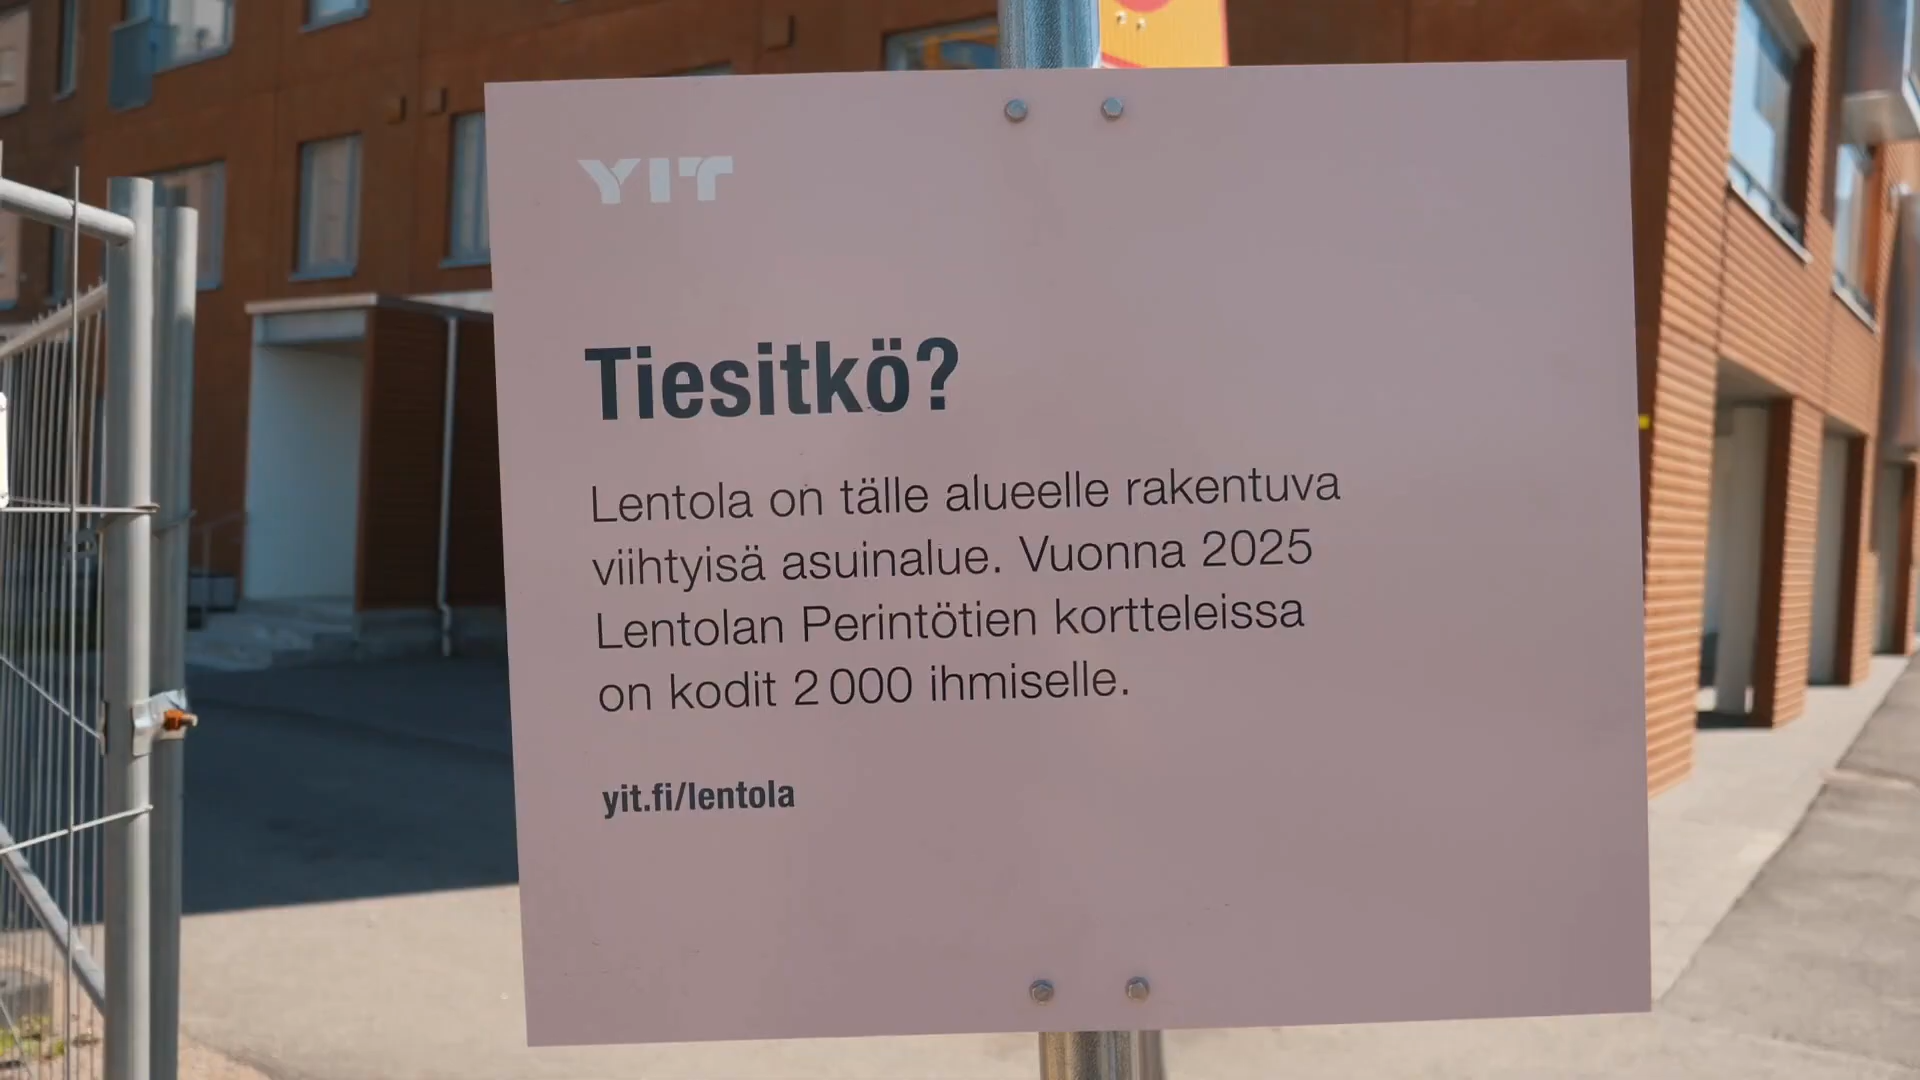 YIT
Tiesitkö?
Lentola on tälle alueelle rakentuva
viihtyisä asuinalue. Vuonna 2025
Lentolan Perintötien kortteleissa
on kodit 2 000 ihmiselle.
yit.fi/lentola